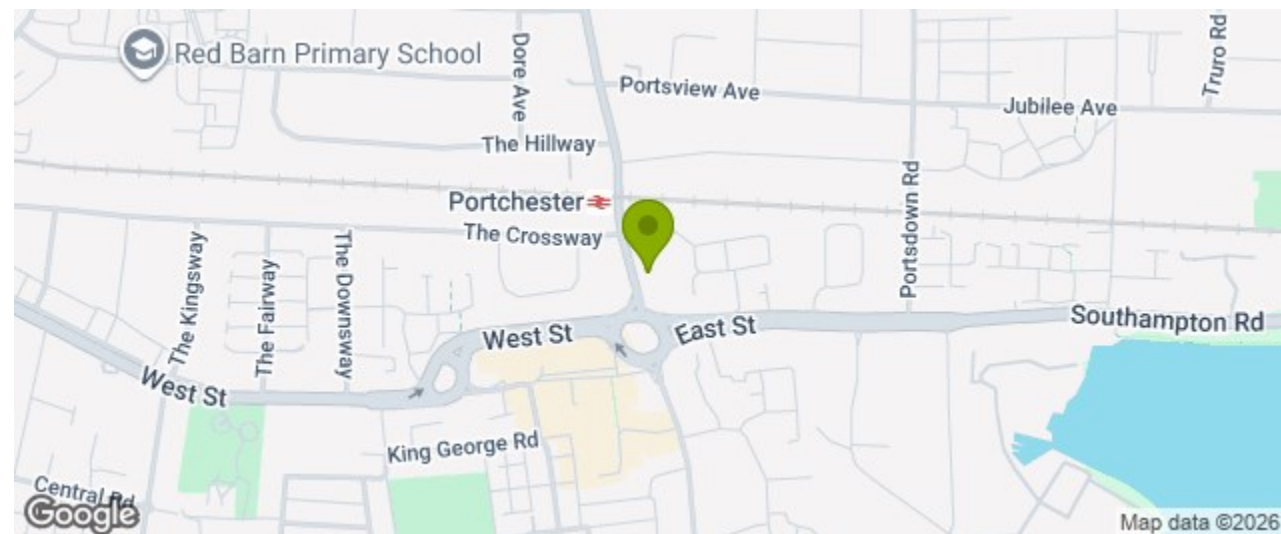 Red Barn Primary School
Dore Ave
Portsview Ave
Truro Rd
Jubilee Ave
The Hillway
Portchester
The Crossway
Portsdown Rd
The Kingsway
The Fairway
The Downsway
West St
East St
Southampton Rd
West St
King George Rd
Central Rd
Google
Map data ©2026